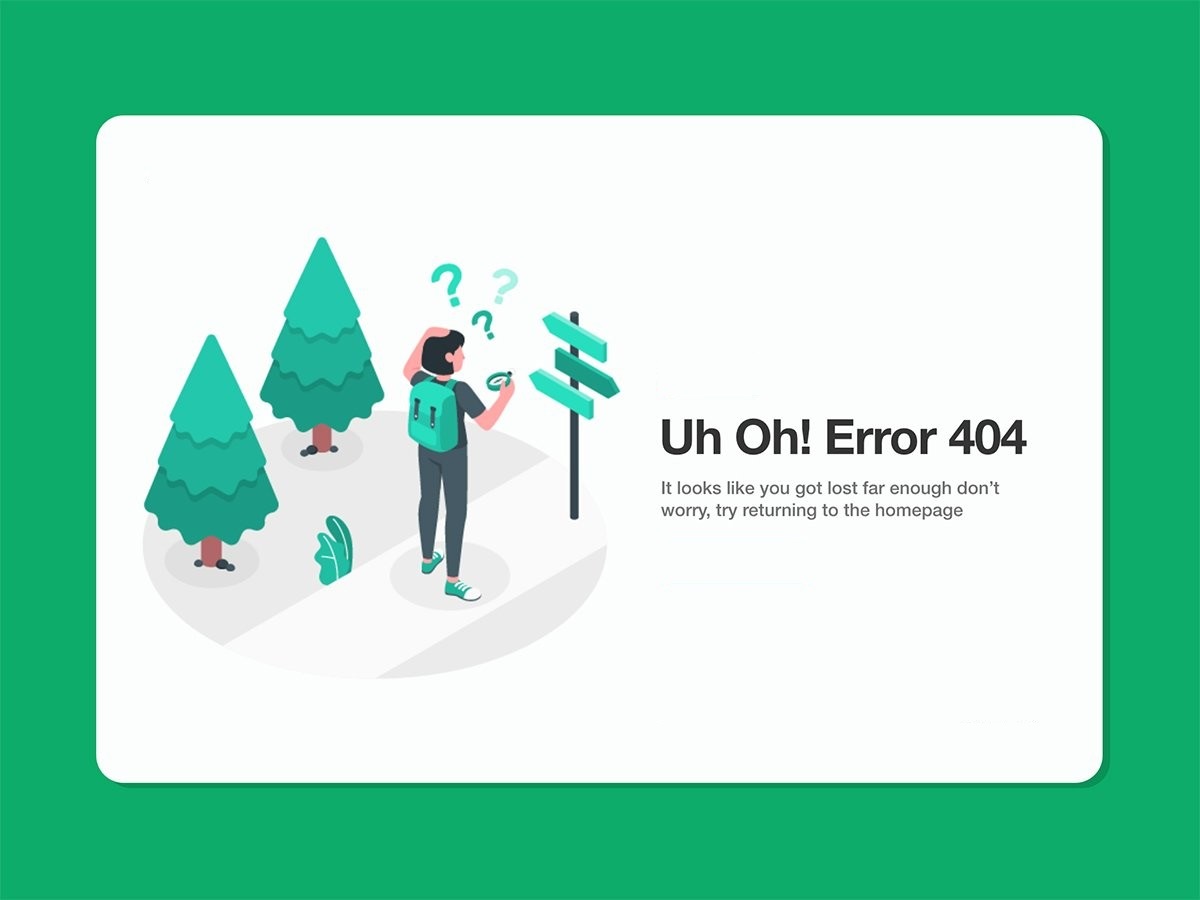 ? ? ?
Uh Oh! Error 404
It looks like you got lost far enough don't
worry, try returning to the homepage